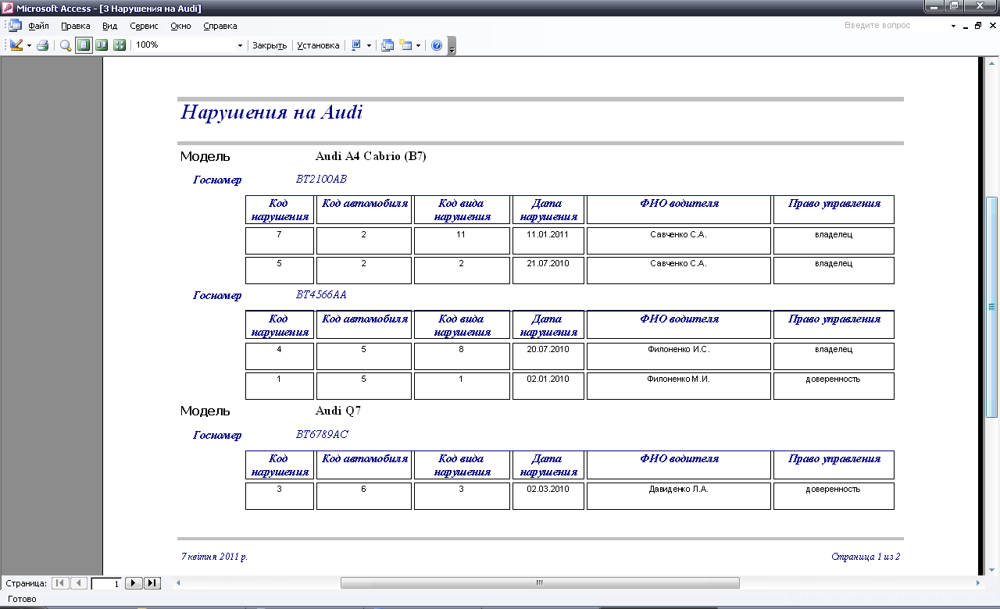 Microsoft Access - [3 Нарушения на Audi]
Файл Правка Вид Сервис Окно Справка Введите вопрос
100% Закрыть Установка
Нарушения на Audi
Модель Audi A4 Cabrio (B7)
Госномер BT2100AB
Код нарушения Код автомобиля Код вида нарушения Дата нарушения ФИО водителя Право управления
7 2 11 11.01.2011 Савченко С.А. владелец
5 2 2 21.07.2010 Савченко С.А. владелец
Госномер BT4566AA
Код нарушения Код автомобиля Код вида нарушения Дата нарушения ФИО водителя Право управления
4 5 8 20.07.2010 Филоненко И.С. владелец
1 5 1 02.01.2010 Филоненко М.И. доверенность
Модель Audi Q7
Госномер BT6789AC
Код нарушения Код автомобиля Код вида нарушения Дата нарушения ФИО водителя Право управления
3 6 3 02.03.2010 Давиденко Л.А. доверенность
7 квітня 2011 р. Страница 1 из 2
Страница: 1
Готово